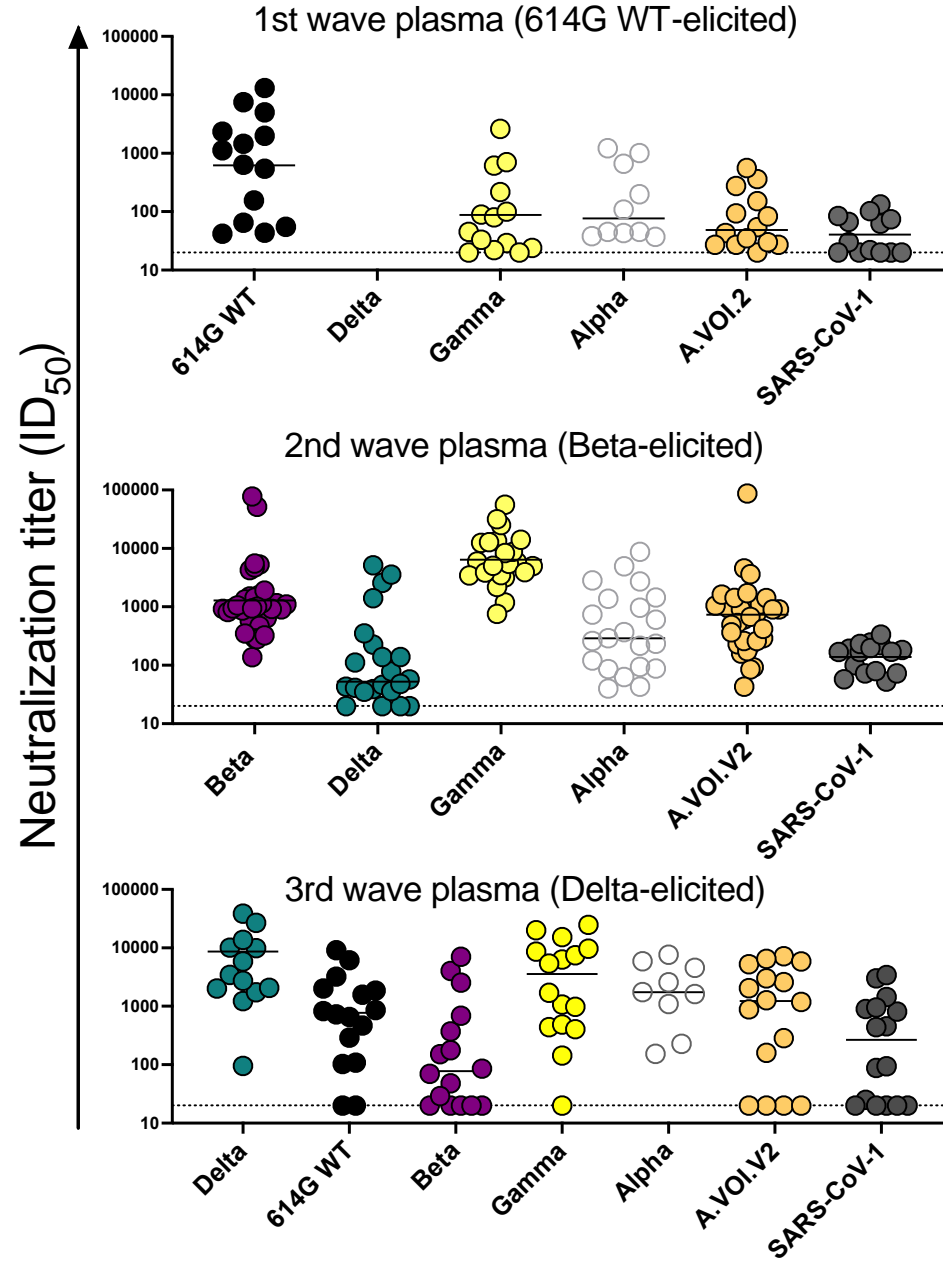 1st wave plasma (614G WT-elicited)
100000
10000
1000
100
10
614G WT
Delta
Gamma
Alpha
A.VOI.2
SARS-CoV-1
Neutralization titer (ID50)
2nd wave plasma (Beta-elicited)
100000
10000
1000
100
10
Beta
Delta
Gamma
Alpha
A.VOI.V2
SARS-CoV-1
3rd wave plasma (Delta-elicited)
100000
10000
1000
100
10
Delta
614G WT
Beta
Gamma
Alpha
A.VOI.V2
SARS-CoV-1